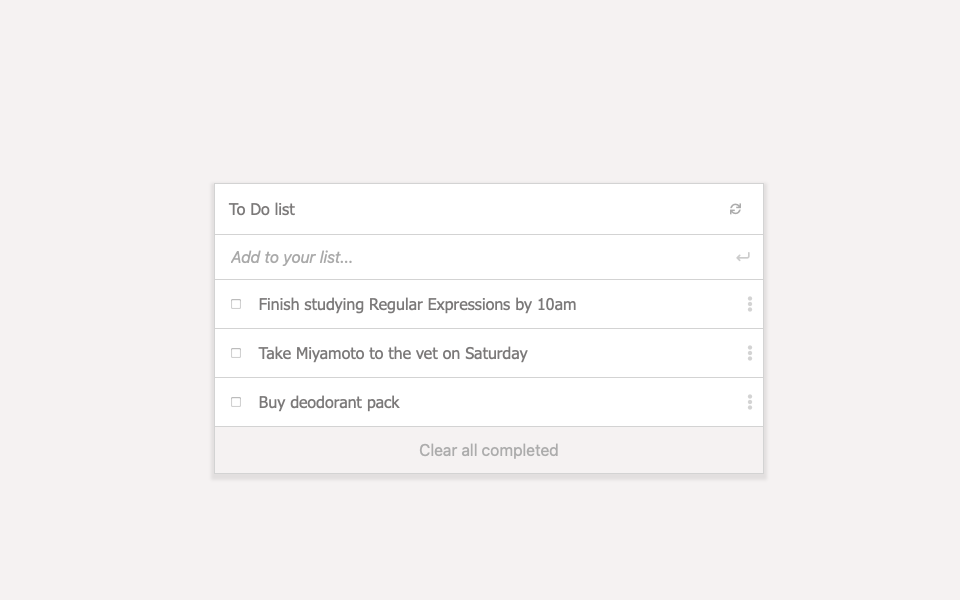 To Do list
Add to your list...
Finish studying Regular Expressions by 10am
Take Miyamoto to the vet on Saturday
Buy deodorant pack
Clear all completed